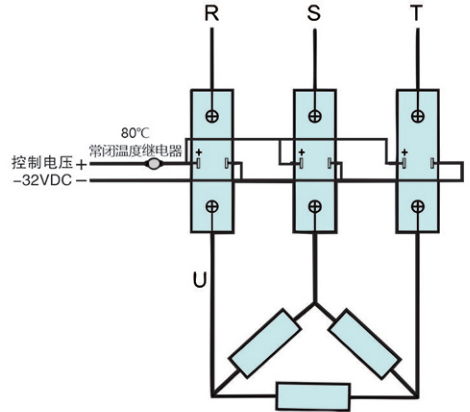 R S T
80℃
常闭温度继电器
控制电压+
-32VDC−
+ + +
U